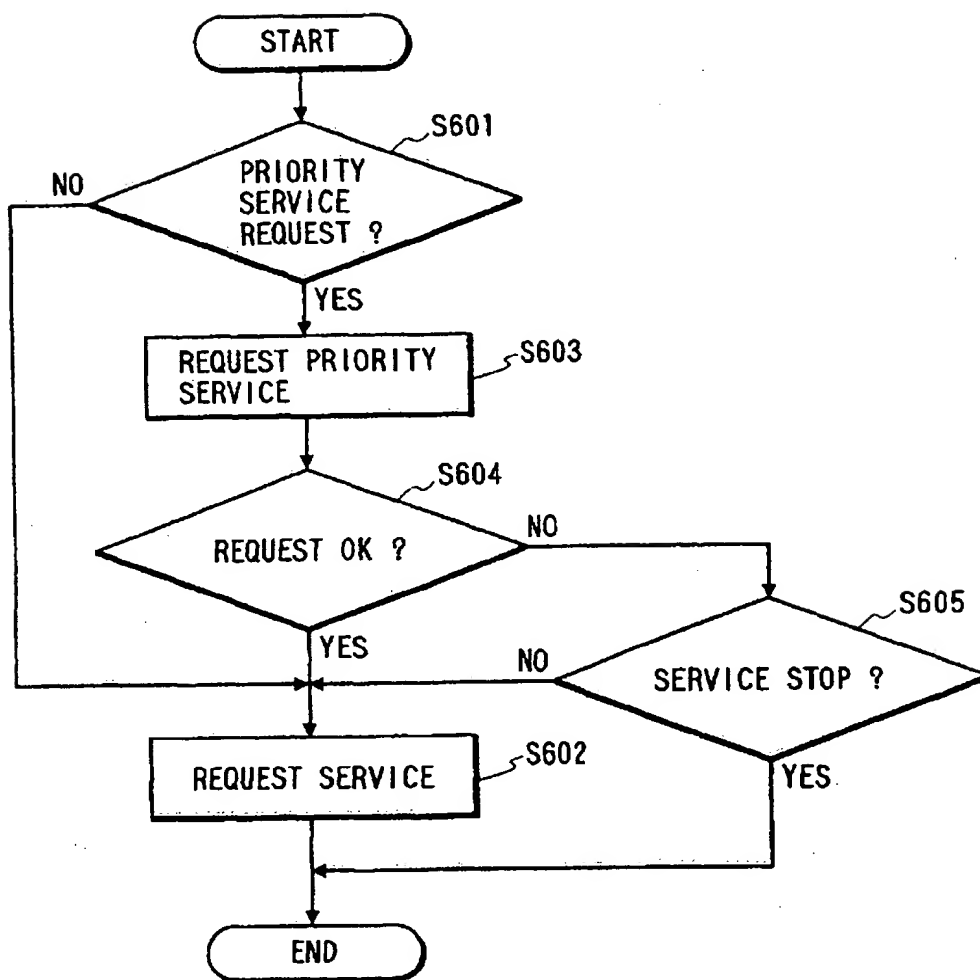 START
S601
PRIORITY
SERVICE
REQUEST ?
NO
YES
REQUEST PRIORITY
SERVICE
S603
S604
REQUEST OK ?
NO
YES
S605
SERVICE STOP ?
NO
YES
REQUEST SERVICE
S602
END